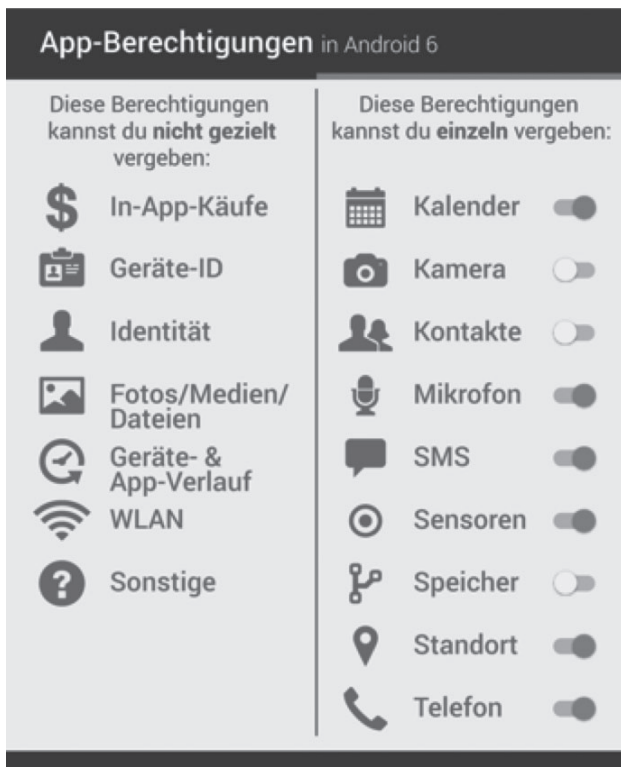 App-Berechtigungen in Android 6
Diese Berechtigungen
kannst du nicht gezielt
vergeben:
In-App-Käufe
Geräte-ID
Identität
Fotos/Medien/
Dateien
Geräte- &
App-Verlauf
WLAN
Sonstige
Diese Berechtigungen
kannst du einzeln vergeben:
Kalender
Kamera
Kontakte
Mikrofon
SMS
Sensoren
Speicher
Standort
Telefon